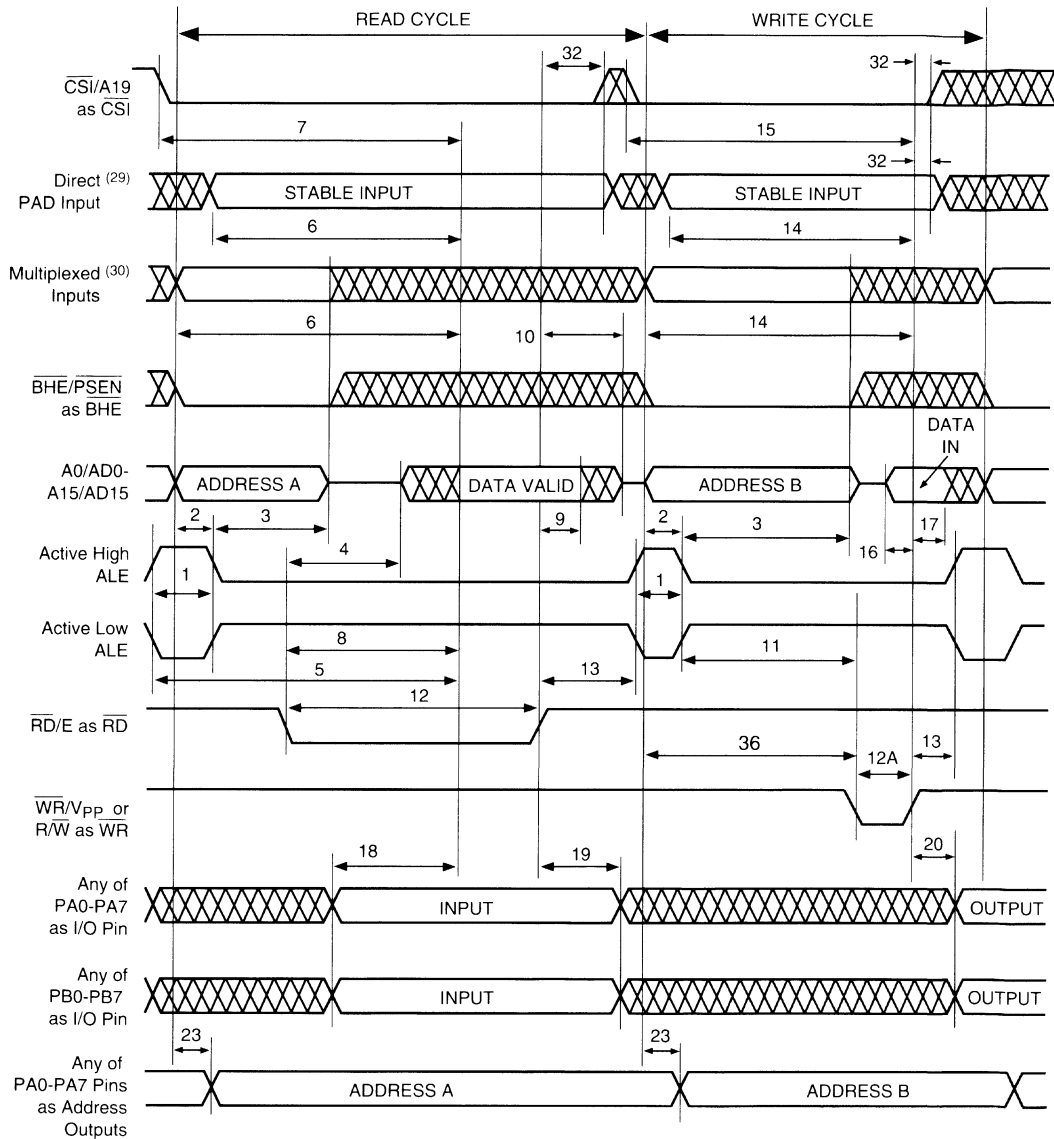 READ CYCLE
WRITE CYCLE
32
32
CSI/A19
as CSI
7
15
32
Direct (29)
PAD Input
STABLE INPUT
STABLE INPUT
6
14
Multiplexed (30)
Inputs
6
10
14
BHE/PSEN
as BHE
DATA
IN
A0/AD0-
A15/AD15
ADDRESS A
DATA VALID
ADDRESS B
2
3
9
2
3
17
4
16
Active High
ALE
1
1
Active Low
ALE
8
11
5
13
12
RD/E as RD
36
12A
13
WR/VPP or
R/W as WR
18
19
20
Any of
PA0-PA7
as I/O Pin
INPUT
OUTPUT
Any of
PB0-PB7
as I/O Pin
INPUT
OUTPUT
23
23
Any of
PA0-PA7 Pins
as Address
Outputs
ADDRESS A
ADDRESS B